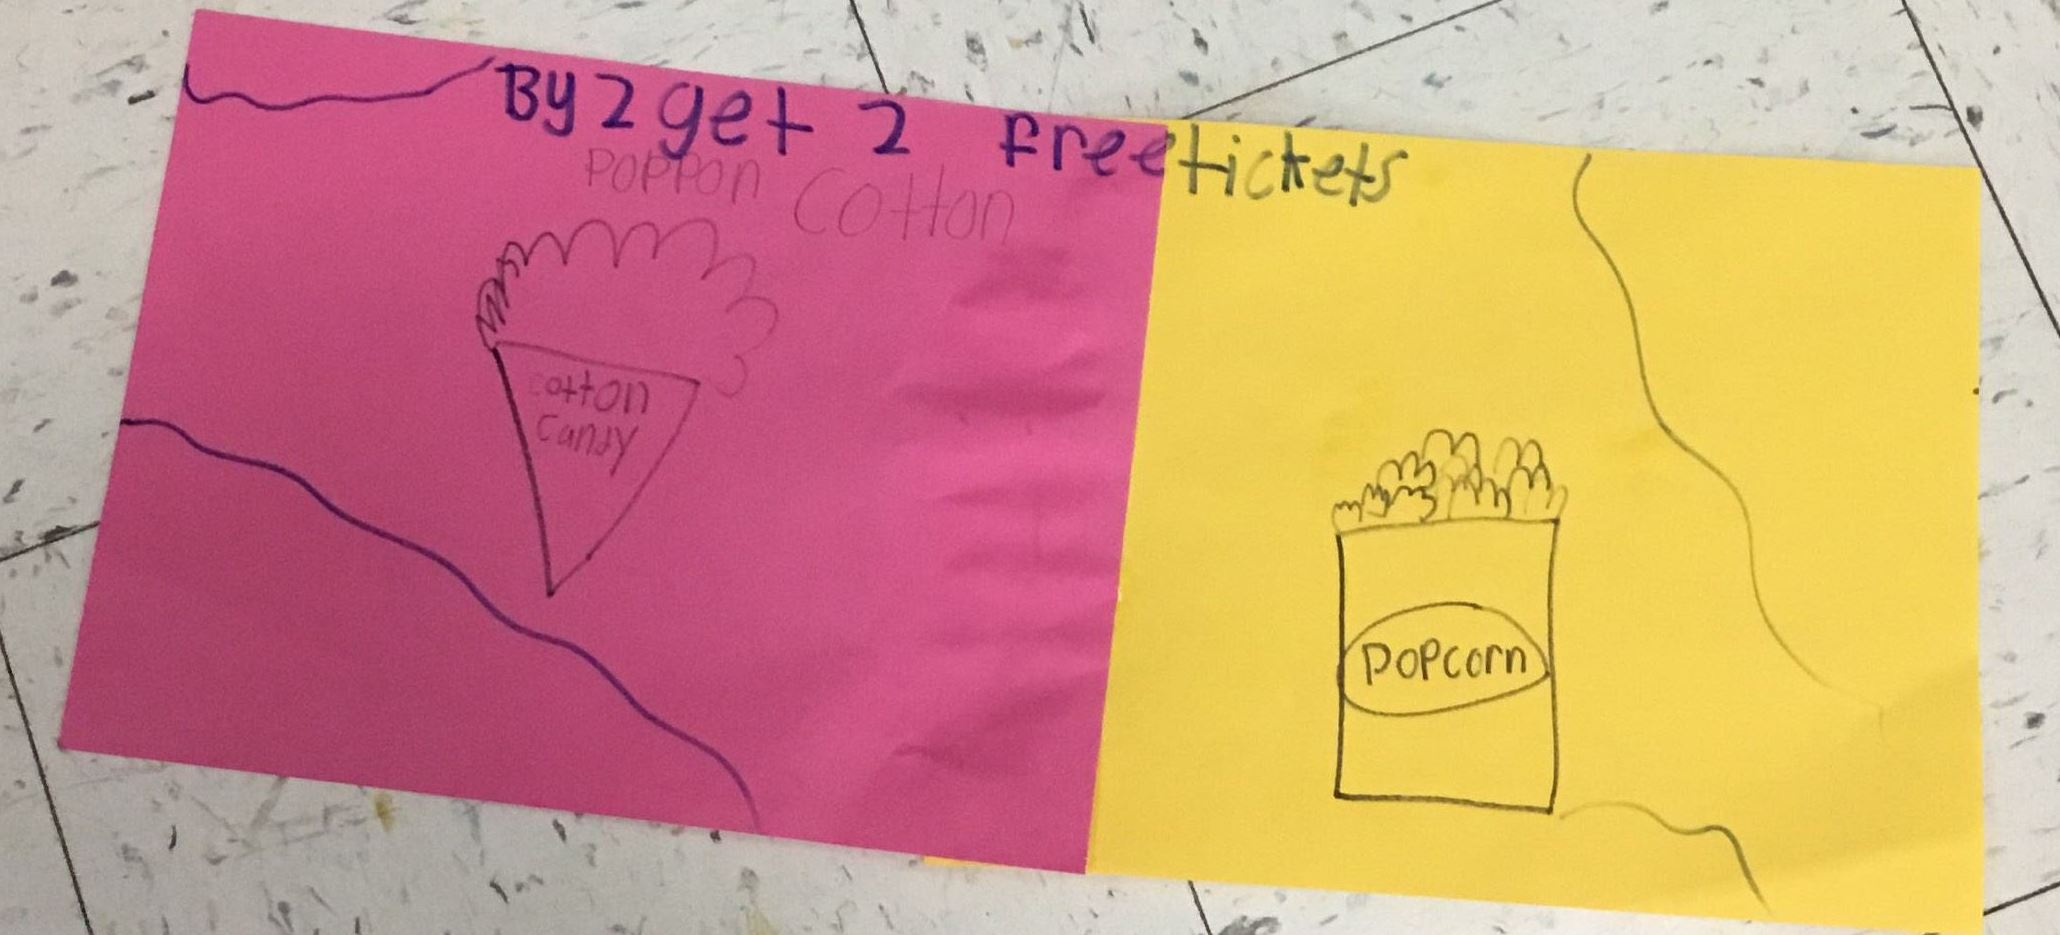 By 2 get 2 free tickets
POPPON Cotton
cotton
Candy
POPcorn